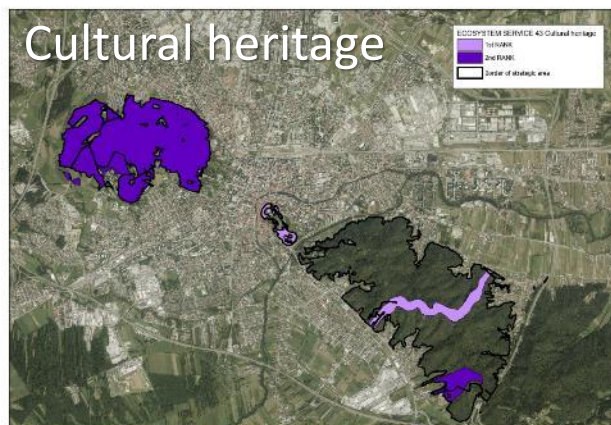 Cultural heritage
ECOSYSTEM SERVICE 43 Cultural heritage
1st RANK
2nd RANK
Border of strategic area